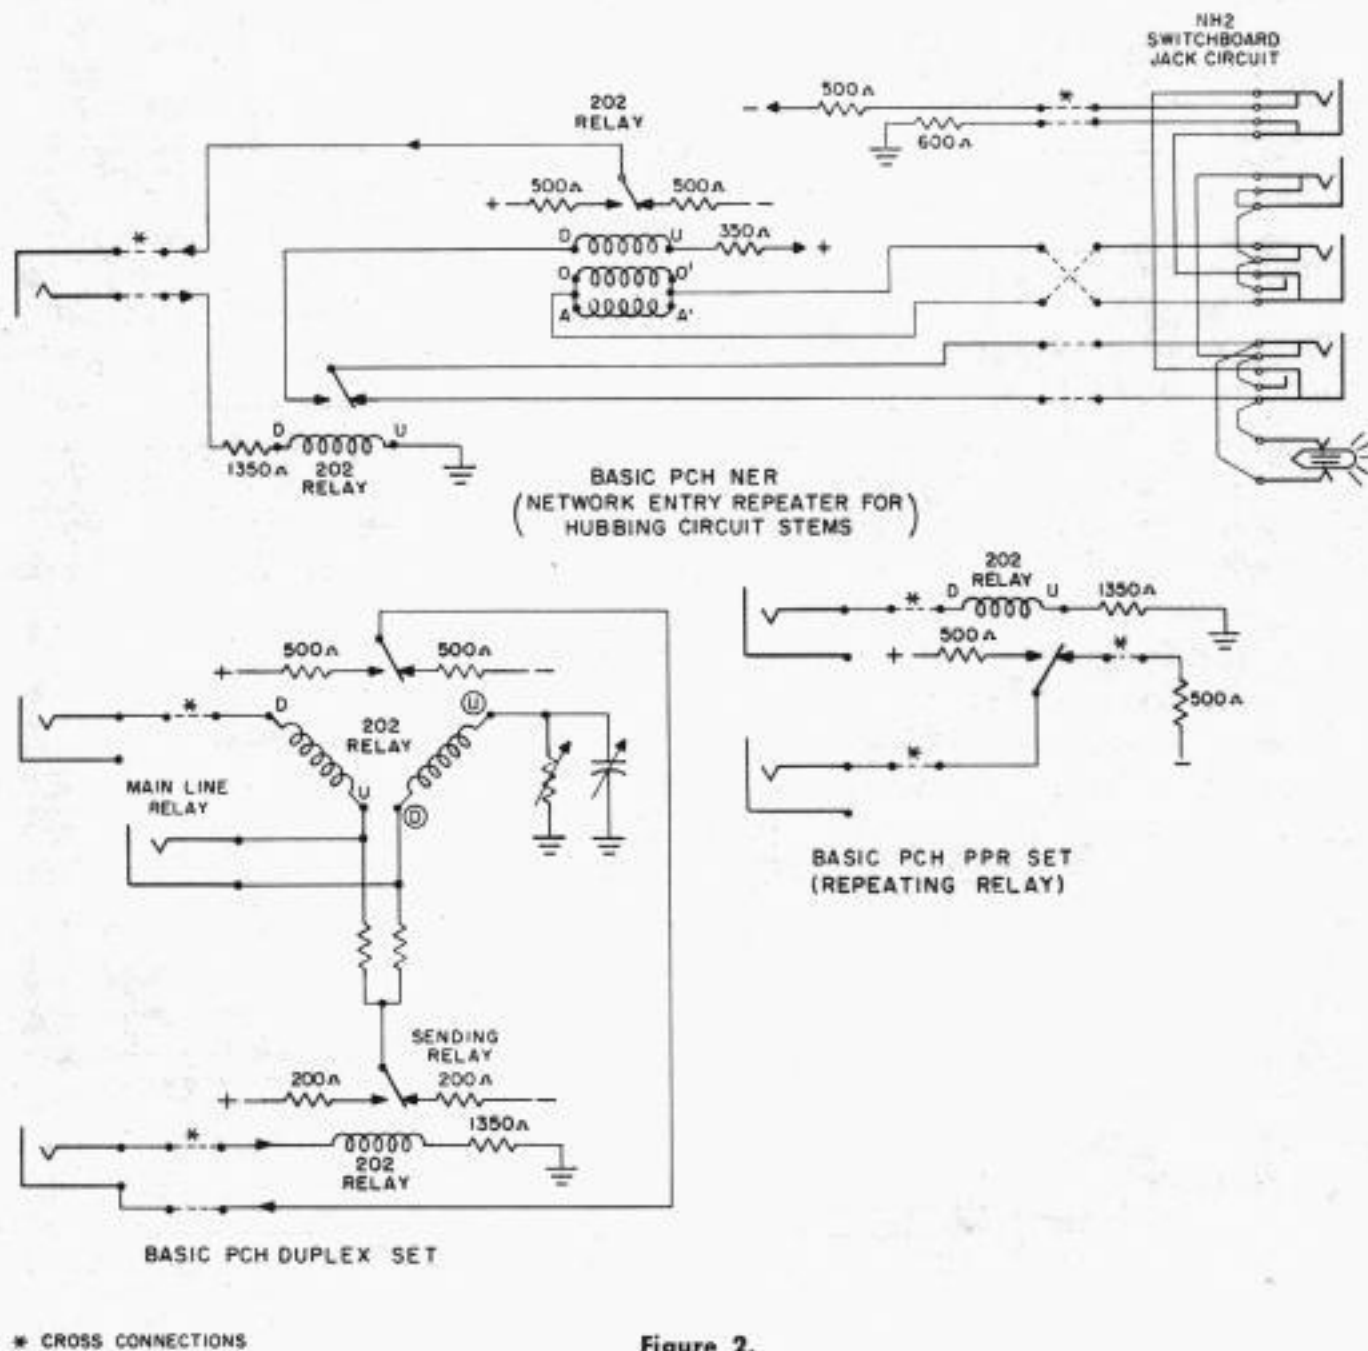 NH2
SWITCHBOARD
JACK CIRCUIT
500Ω
*
202
RELAY
600Ω
500Ω
500Ω
+
−
*
D
U
350Ω
+
O
O'
A
A'
D
U
1350Ω
202
RELAY
BASIC PCH NER
(NETWORK ENTRY REPEATER FOR
HUBBING CIRCUIT STEMS)
202
RELAY
D
U
1350Ω
*
500Ω
+
*
500Ω
−
*
BASIC PCH PPR SET
(REPEATING RELAY)
500Ω
500Ω
+
−
*
D
U
202
RELAY
MAIN LINE
RELAY
U
D
SENDING
RELAY
200Ω
200Ω
+
−
1350Ω
*
202
RELAY
BASIC PCH DUPLEX SET
* CROSS CONNECTIONS
Figure 2.